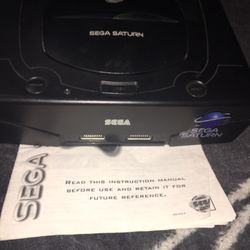 SEGA SATURN
SEGA
SEGA
SATURN
SEGA S
READ THIS INSTRUCTION MANUAL
BEFORE USE AND RETAIN IT FOR
FUTURE REFERENCE.